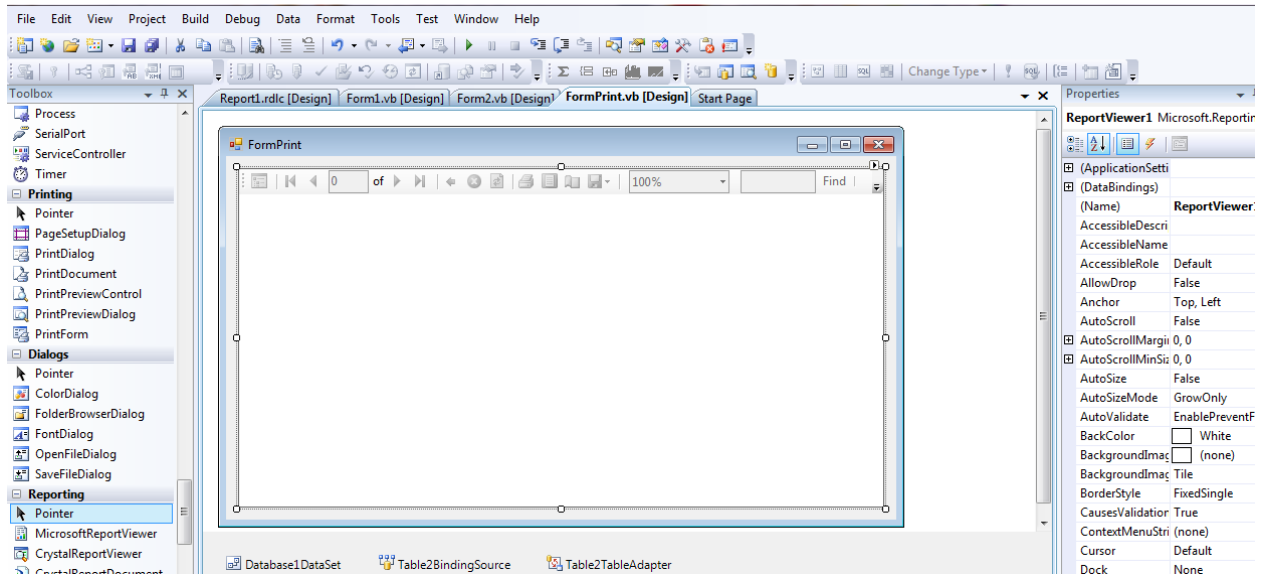 File Edit View Project Build Debug Data Format Tools Test Window Help
Change Type
Toolbox
Process
SerialPort
ServiceController
Timer
Printing
Pointer
PageSetupDialog
PrintDialog
PrintDocument
PrintPreviewControl
PrintPreviewDialog
PrintForm
Dialogs
Pointer
ColorDialog
FolderBrowserDialog
FontDialog
OpenFileDialog
SaveFileDialog
Reporting
Pointer
MicrosoftReportViewer
CrystalReportViewer
CrystalReportDocument
Report1.rdlc [Design] Form1.vb [Design] Form2.vb [Design] FormPrint.vb [Design] Start Page
FormPrint
0 of 100% Find
Database1DataSet Table2BindingSource Table2TableAdapter
Properties
ReportViewer1 Microsoft.Reportin
(ApplicationSetti
(DataBindings)
(Name) ReportViewer
AccessibleDescri
AccessibleName
AccessibleRole Default
AllowDrop False
Anchor Top, Left
AutoScroll False
AutoScrollMargi 0, 0
AutoScrollMinSi 0, 0
AutoSize False
AutoSizeMode GrowOnly
AutoValidate EnablePreventF
BackColor White
BackgroundImag (none)
BackgroundImag Tile
BorderStyle FixedSingle
CausesValidation True
ContextMenuStri (none)
Cursor Default
Dock None